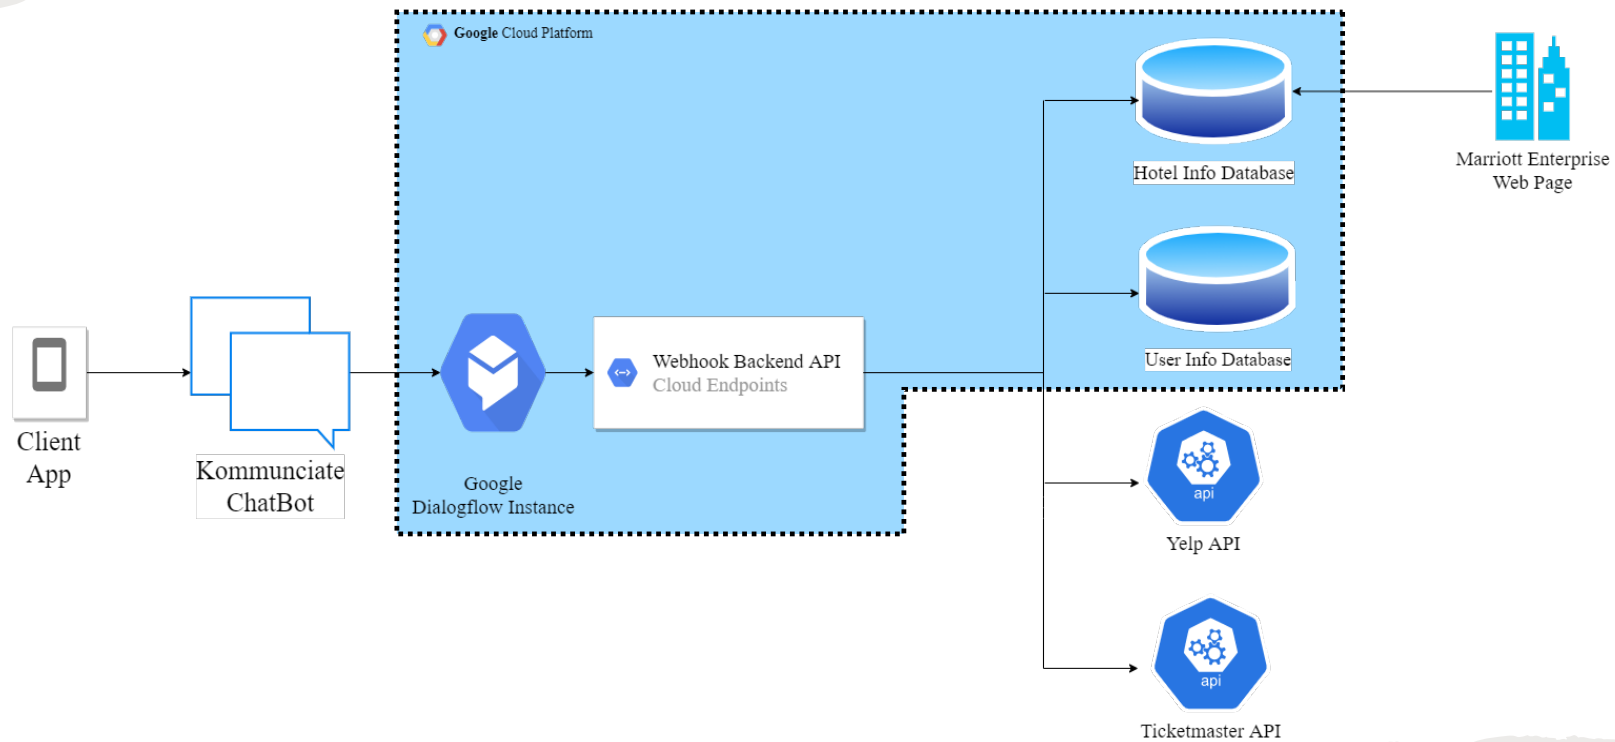 Google Cloud Platform
Hotel Info Database
Marriott Enterprise
Web Page
User Info Database
Webhook Backend API
Cloud Endpoints
Client
App
Kommunciate
ChatBot
Google
Dialogflow Instance
api
Yelp API
api
Ticketmaster API